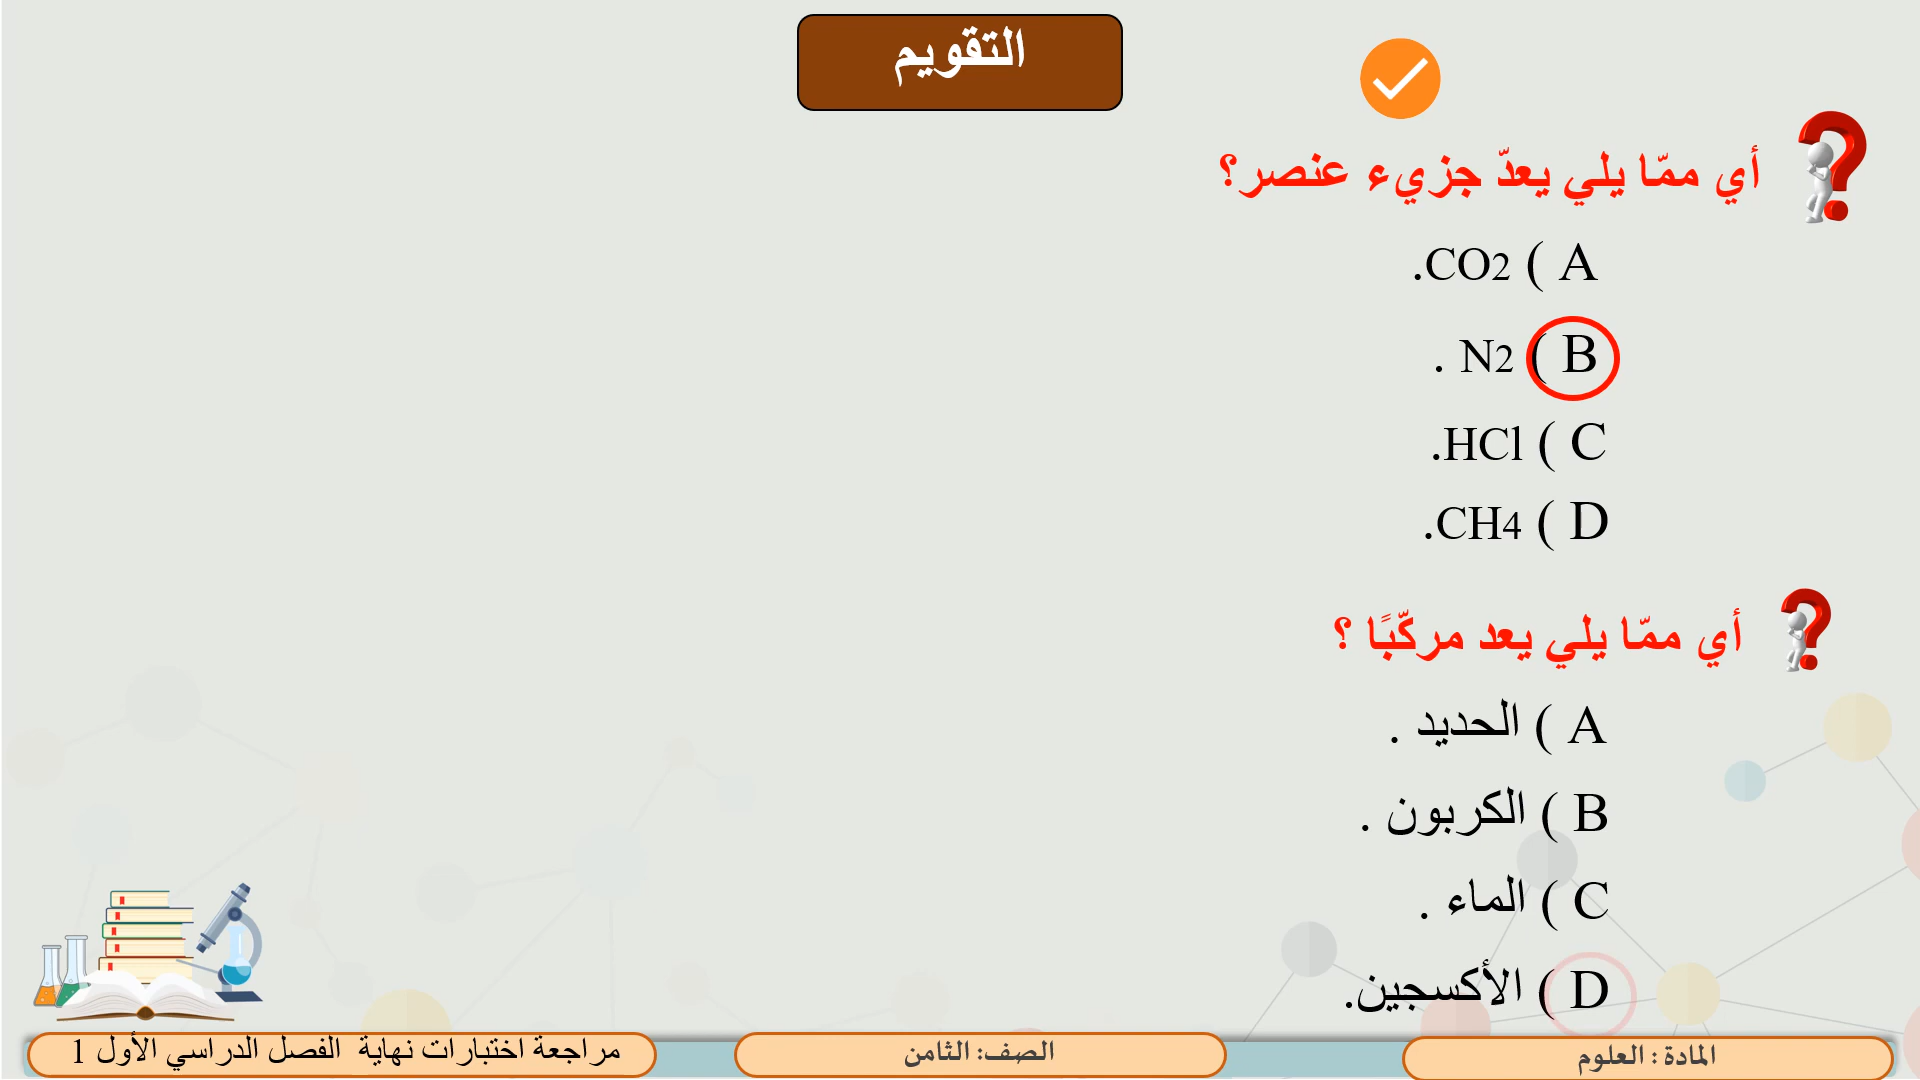 التقويم
أي ممّا يلي يعدّ جزيء عنصر؟
A ) CO2.
B ) N2 .
C ) HCl.
D ) CH4.
أي ممّا يلي يعد مركّبًا ؟
A ) الحديد .
B ) الكربون .
C ) الماء .
D ) الأكسجين.
المادة : العلوم
الصف: الثامن
مراجعة اختبارات نهاية الفصل الدراسي الأول 1